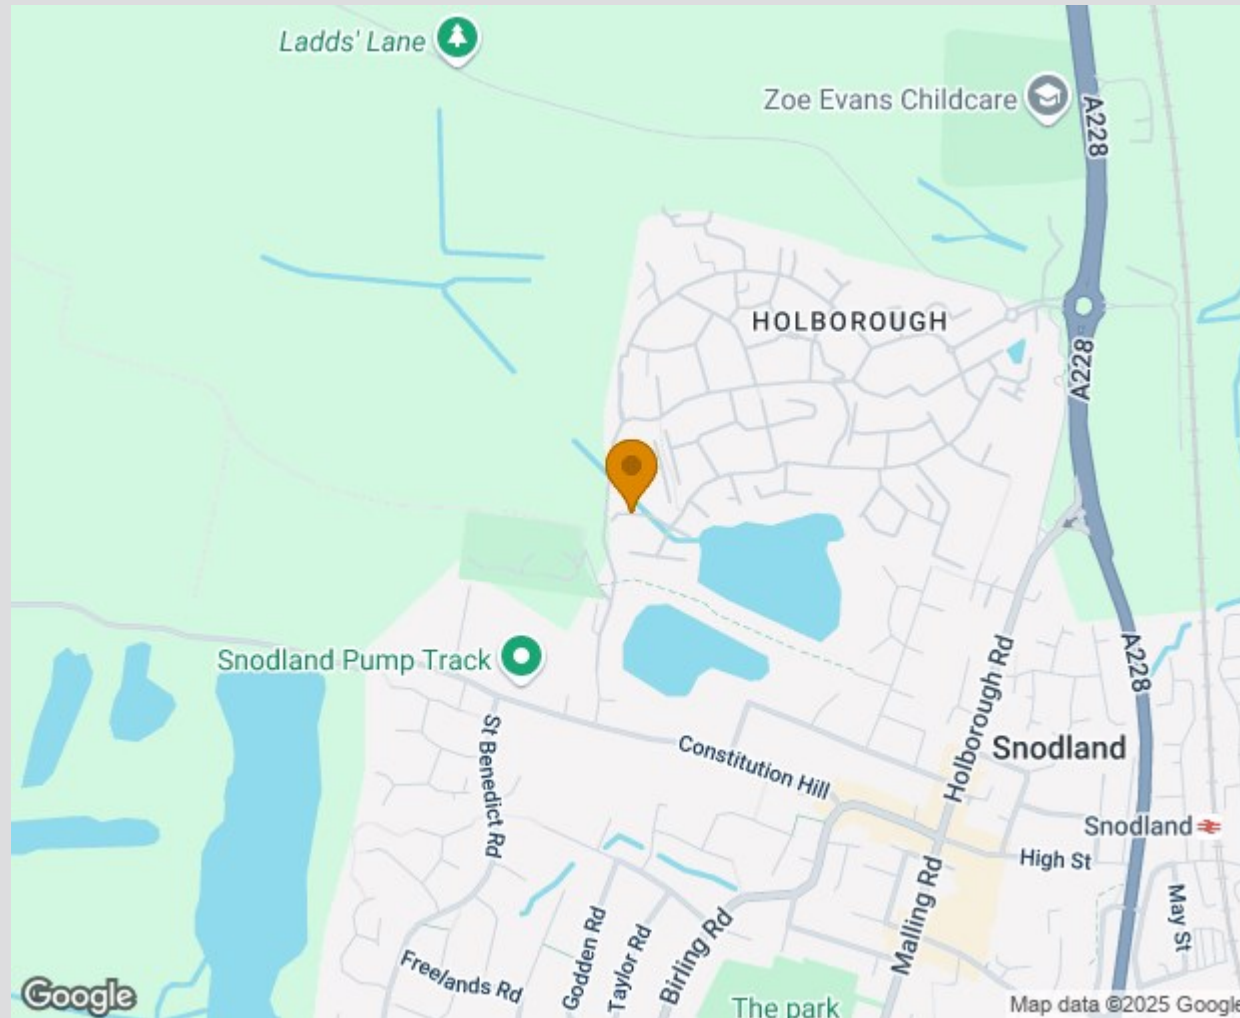 Ladds' Lane
Zoe Evans Childcare
A228
HOLBOROUGH
A228
Snodland Pump Track
Holborough Rd
A228
St Benedict Rd
Constitution Hill
Snodland
Snodland
High St
Malling Rd
May St
Godden Rd
Taylor Rd
Birling Rd
Freelands Rd
The park
Google
Map data ©2025 Google